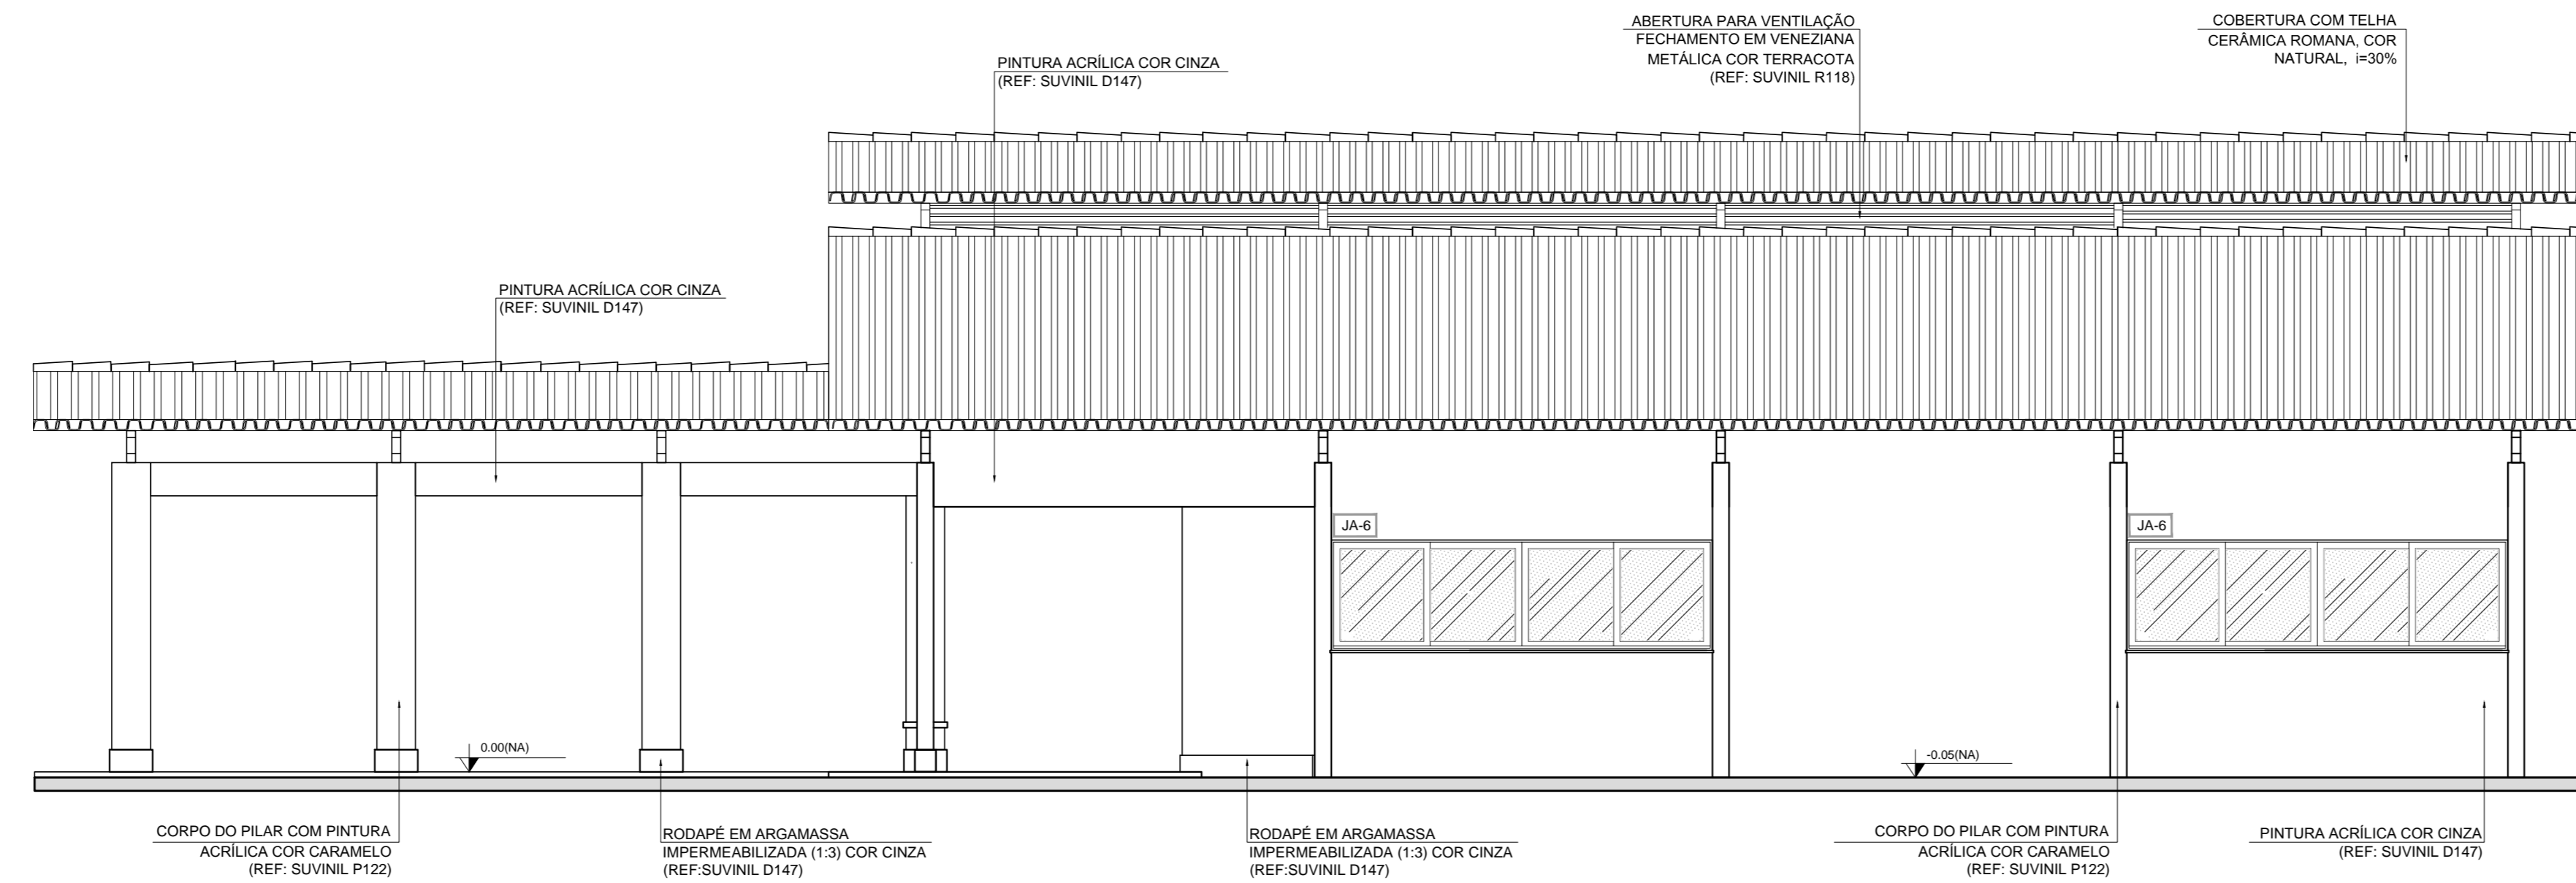 ABERTURA PARA VENTILAÇÃO
FECHAMENTO EM VENEZIANA
METÁLICA COR TERRACOTA
(REF: SUVINIL R118)
COBERTURA COM TELHA
CERÂMICA ROMANA, COR
NATURAL, i=30%
PINTURA ACRÍLICA COR CINZA
(REF: SUVINIL D147)
PINTURA ACRÍLICA COR CINZA
(REF: SUVINIL D147)
JA-6
JA-6
0.00(NA)
-0.05(NA)
CORPO DO PILAR COM PINTURA
ACRÍLICA COR CARAMELO
(REF: SUVINIL P122)
RODAPÉ EM ARGAMASSA
IMPERMEABILIZADA (1:3) COR CINZA
(REF:SUVINIL D147)
RODAPÉ EM ARGAMASSA
IMPERMEABILIZADA (1:3) COR CINZA
(REF:SUVINIL D147)
CORPO DO PILAR COM PINTURA
ACRÍLICA COR CARAMELO
(REF: SUVINIL P122)
PINTURA ACRÍLICA COR CINZA
(REF: SUVINIL D147)